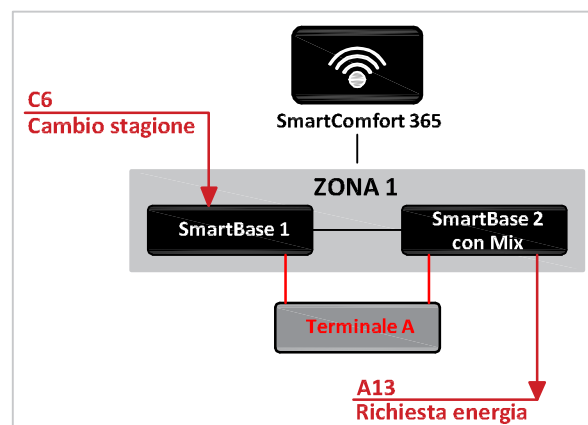 SmartComfort 365
C6
Cambio stagione
ZONA 1
SmartBase 1
SmartBase 2
con Mix
Terminale A
A13
Richiesta energia